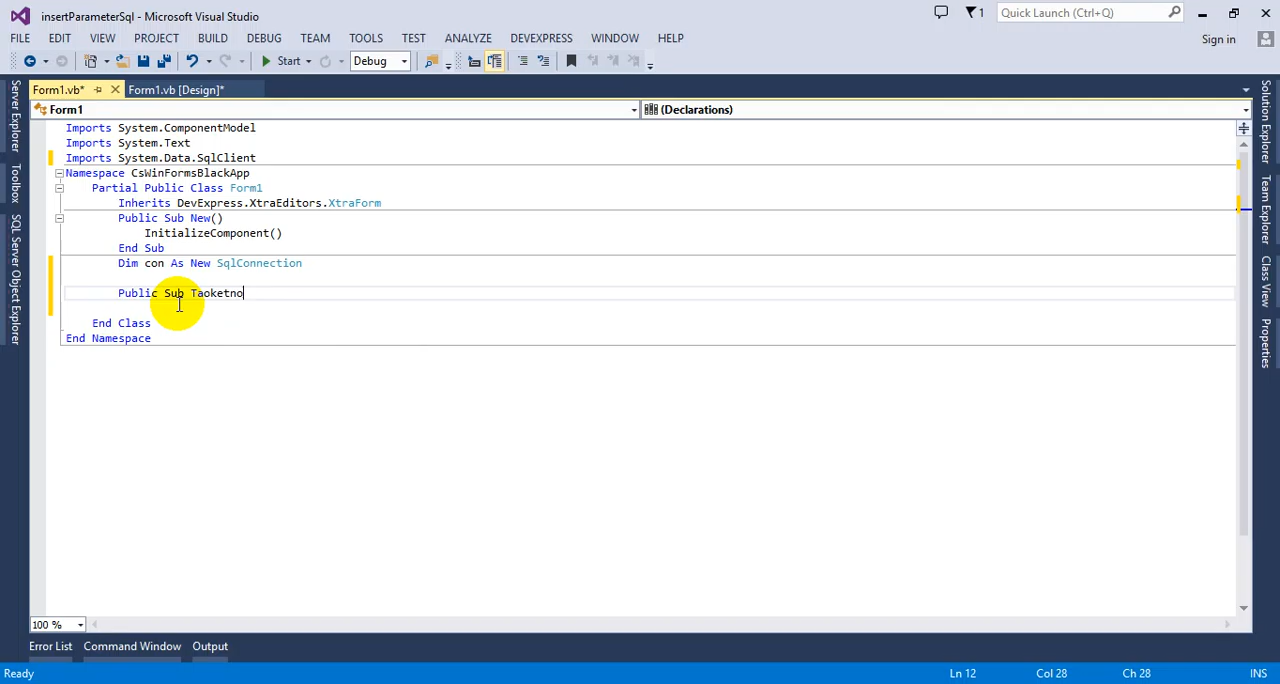 insertParameterSql - Microsoft Visual Studio
1
Quick Launch (Ctrl+Q)
FILE EDIT VIEW PROJECT BUILD DEBUG TEAM TOOLS TEST ANALYZE DEVEXPRESS WINDOW HELP
Sign in
Start Debug
Form1.vb* Form1.vb [Design]*
Form1 (Declarations)
Server Explorer
Toolbox
SQL Server Object Explorer
Imports System.ComponentModel
Imports System.Text
Imports System.Data.SqlClient
Namespace CsWinFormsBlackApp
Partial Public Class Form1
Inherits DevExpress.XtraEditors.XtraForm
Public Sub New()
InitializeComponent()
End Sub
Dim con As New SqlConnection
Public Sub Taoketno
End Class
End Namespace
Solution Explorer
Team Explorer
Class View
Properties
100 %
Error List Command Window Output
Ready Ln 12 Col 28 Ch 28 INS